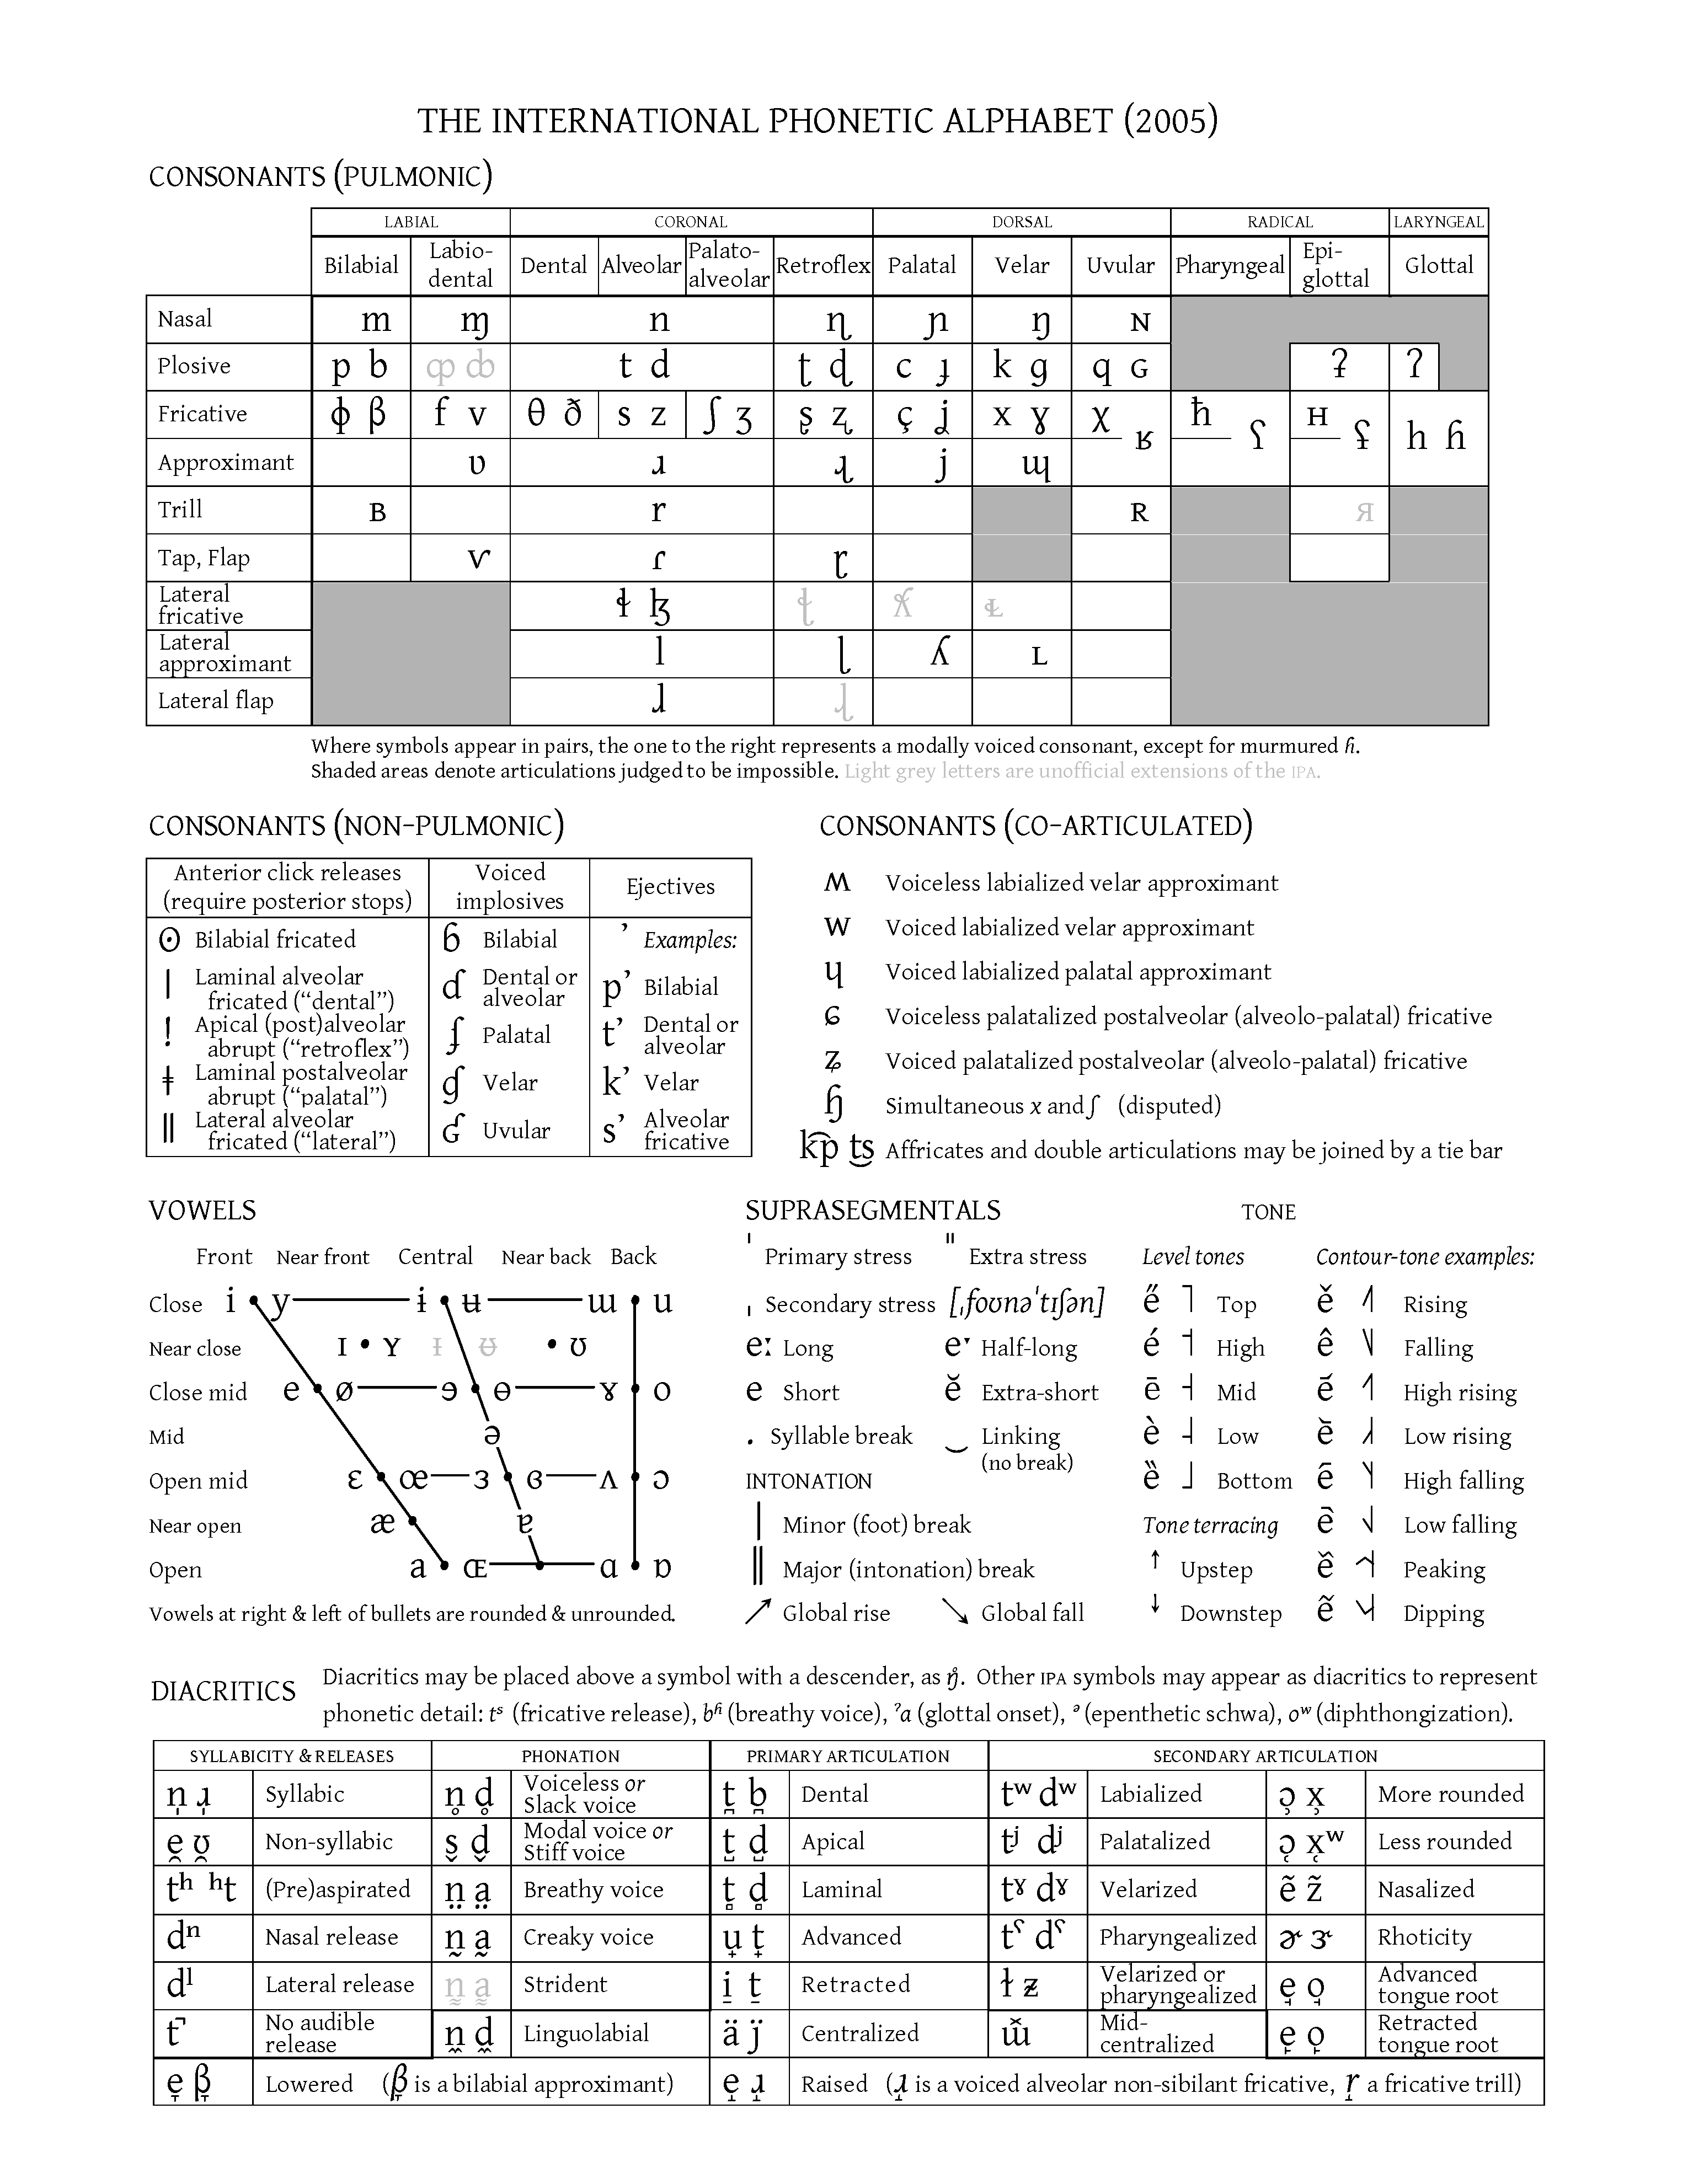 THE INTERNATIONAL PHONETIC ALPHABET (2005)
CONSONANTS (PULMONIC)
LABIAL CORONAL DORSAL RADICAL LARYNGEAL
Bilabial Labio-dental Dental Alveolar Palato-alveolar Retroflex Palatal Velar Uvular Pharyngeal Epi-glottal Glottal
Nasal m ɱ n ɳ ɲ ŋ ɴ
Plosive p b ȹ ȸ t d ʈ ɖ c ɟ k ɡ q ɢ ʡ ʔ
Fricative ɸ β f v θ ð s z ʃ ʒ ʂ ʐ ç ʝ x ɣ χ ʁ ħ ʕ ʜ ʢ h ɦ
Approximant ʋ ɹ ɻ j ɰ
Trill ʙ r ʀ ᴙ
Tap, Flap ⱱ ɾ ɽ
Lateral fricative ɬ ɮ
Lateral approximant l ɭ ʎ ʟ
Lateral flap ɺ
Where symbols appear in pairs, the one to the right represents a modally voiced consonant, except for murmured ɦ.
Shaded areas denote articulations judged to be impossible. Light grey letters are unofficial extensions of the IPA.
CONSONANTS (NON-PULMONIC)
Anterior click releases (require posterior stops) Voiced implosives Ejectives
ʘ Bilabial fricated ɓ Bilabial ʼ Examples:
ǀ Laminal alveolar fricated (“dental”) ɗ Dental or alveolar pʼ Bilabial
ǃ Apical (post)alveolar abrupt (“retroflex”) ʄ Palatal tʼ Dental or alveolar
ǂ Laminal postalveolar abrupt (“palatal”) ɠ Velar kʼ Velar
ǁ Lateral alveolar fricated (“lateral”) ʛ Uvular sʼ Alveolar fricative
CONSONANTS (CO-ARTICULATED)
ʍ Voiceless labialized velar approximant
w Voiced labialized velar approximant
ɥ Voiced labialized palatal approximant
ɕ Voiceless palatalized postalveolar (alveolo-palatal) fricative
ʑ Voiced palatalized postalveolar (alveolo-palatal) fricative
ɧ Simultaneous x and ʃ (disputed)
k͡p t͜s Affricates and double articulations may be joined by a tie bar
VOWELS
Front Near front Central Near back Back
Close i y ɨ ʉ ɯ u
Near close ɪ ʏ ᵻ ᵿ ʊ
Close mid e ø ɘ ɵ ɤ o
Mid ə
Open mid ɛ œ ɜ ɞ ʌ ɔ
Near open æ ɐ
Open a ɶ ɑ ɒ
Vowels at right & left of bullets are rounded & unrounded.
SUPRASEGMENTALS
ˈ Primary stress ˈˈ Extra stress
ˌ Secondary stress [ˌfoʊnəˈtɪʃən]
eː Long eˑ Half-long
e Short ĕ Extra-short
. Syllable break ‿ Linking (no break)
INTONATION
| Minor (foot) break
‖ Major (intonation) break
↗ Global rise ↘ Global fall
TONE
Level tones Contour-tone examples:
e̋ ˥ Top ě ˩˥ Rising
é ˦ High ê ˥˩ Falling
ē ˧ Mid e᷄ ˧˥ High rising
è ˨ Low e᷅ ˩˧ Low rising
ȅ ˩ Bottom e᷇ ˥˧ High falling
Tone terracing e᷆ ˧˩ Low falling
ꜛ Upstep e᷈ Peaking
ꜜ Downstep e᷉ Dipping
DIACRITICS
Diacritics may be placed above a symbol with a descender, as ŋ̊. Other IPA symbols may appear as diacritics to represent
phonetic detail: tˢ (fricative release), bʱ (breathy voice), ˀa (glottal onset), ᵊ (epenthetic schwa), oʷ (diphthongization).
SYLLABICITY & RELEASES PHONATION PRIMARY ARTICULATION SECONDARY ARTICULATION
n̩ ɹ̩ Syllabic n̥ d̥ Voiceless or Slack voice t̪ b̪ Dental tʷ dʷ Labialized ɔ̹ x̹ More rounded
e̯ ʊ̯ Non-syllabic s̬ d̬ Modal voice or Stiff voice t̺ d̺ Apical tʲ dʲ Palatalized ɔ̜ x̜ʷ Less rounded
tʰ ʰt (Pre)aspirated n̤ a̤ Breathy voice t̻ d̻ Laminal tˠ dˠ Velarized ẽ z̃ Nasalized
dⁿ Nasal release n̰ a̰ Creaky voice u̟ t̟ Advanced tˤ dˤ Pharyngealized ɚ ɝ Rhoticity
dˡ Lateral release n᷽ a᷽ Strident i̠ t̠ Retracted ɫ ᵶ Velarized or pharyngealized e̘ o̘ Advanced tongue root
t̚ No audible release n̼ d̼ Linguolabial ä j̈ Centralized ɯ̽ Mid-centralized e̙ o̙ Retracted tongue root
e̞ β̞ Lowered (β̞ is a bilabial approximant) e̝ ɹ̝ Raised (ɹ̝ is a voiced alveolar non-sibilant fricative, r̝ a fricative trill)